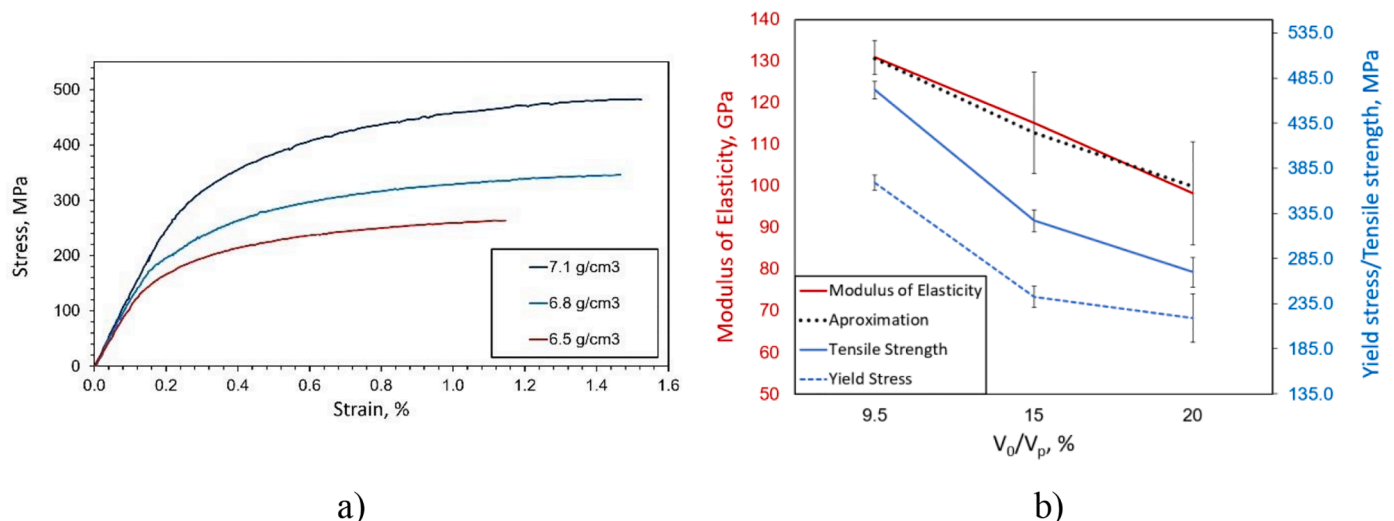 Stress, MPa
500
400
300
200
100
0
0.0 0.2 0.4 0.6 0.8 1.0 1.2 1.4 1.6
Strain, %
7.1 g/cm3
6.8 g/cm3
6.5 g/cm3
a)
Modulus of Elasticity, GPa
140
130
120
110
100
90
80
70
60
50
535.0
485.0
435.0
385.0
335.0
285.0
235.0
185.0
135.0
Yield stress/Tensile strength, MPa
Modulus of Elasticity
Aproximation
Tensile Strength
Yield Stress
9.5 15 20
V₀/Vₚ, %
b)